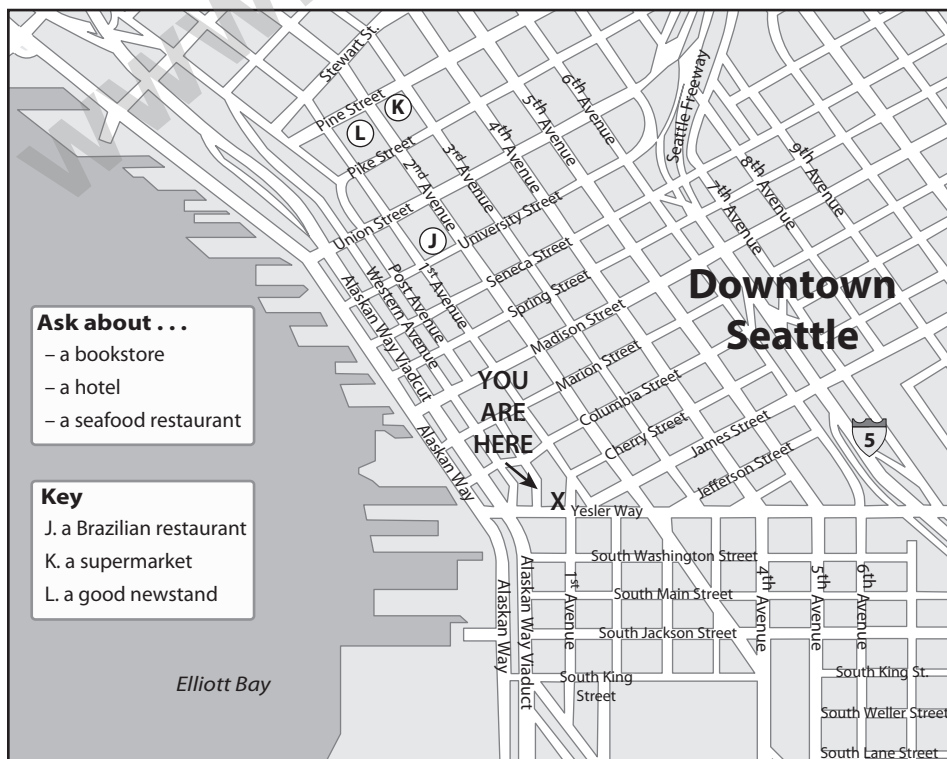 WWW.
Stewart St.
Pine Street
K
L
Pike Street
2nd Avenue
3rd Avenue
4th Avenue
5th Avenue
6th Avenue
Seattle Freeway
7th Avenue
8th Avenue
9th Avenue
Union Street
J
University Street
Seneca Street
Spring Street
Madison Street
Marion Street
Columbia Street
Cherry Street
James Street
Jefferson Street
1st Avenue
Post Avenue
Western Avenue
Alaskan Way Viadcut
Alaskan Way
Downtown
Seattle
Ask about . . .
– a bookstore
– a hotel
– a seafood restaurant
YOU
ARE
HERE
X
5
Yesler Way
Key
J. a Brazilian restaurant
K. a supermarket
L. a good newstand
South Washington Street
South Main Street
South Jackson Street
South King
Street
Alaskan Way
Alaskan Way Viaduct
1st Avenue
4th Avenue
5th Avenue
6th Avenue
South King St.
South Weller Street
South Lane Street
Elliott Bay